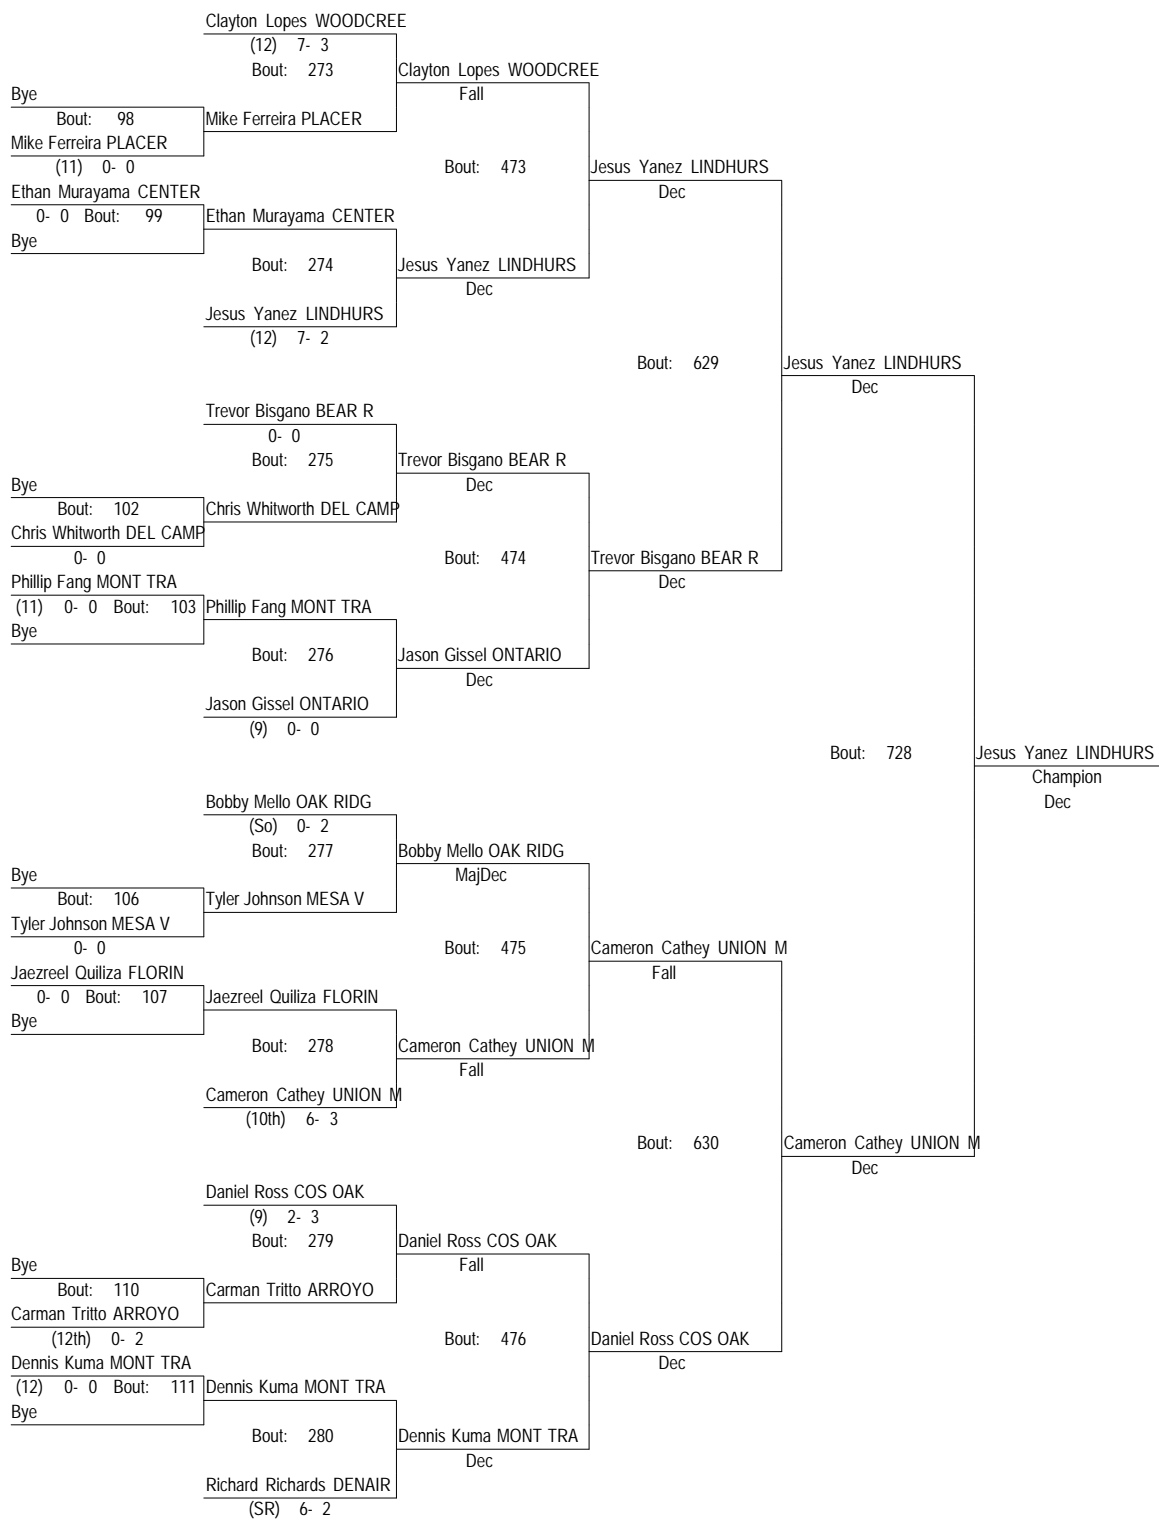 Clayton Lopes WOODCREE
(12) 7- 3
Bout: 273
Clayton Lopes WOODCREE
Fall
Bye
Bout: 98
Mike Ferreira PLACER
Mike Ferreira PLACER
(11) 0- 0
Bout: 473
Jesus Yanez LINDHURS
Dec
Ethan Murayama CENTER
0- 0 Bout: 99
Ethan Murayama CENTER
Bye
Bout: 274
Jesus Yanez LINDHURS
Dec
Jesus Yanez LINDHURS
(12) 7- 2
Bout: 629
Jesus Yanez LINDHURS
Dec
Trevor Bisgano BEAR R
0- 0
Bout: 275
Trevor Bisgano BEAR R
Dec
Bye
Bout: 102
Chris Whitworth DEL CAMP
Chris Whitworth DEL CAMP
0- 0
Bout: 474
Trevor Bisgano BEAR R
Dec
Phillip Fang MONT TRA
(11) 0- 0 Bout: 103
Phillip Fang MONT TRA
Bye
Bout: 276
Jason Gissel ONTARIO
Dec
Jason Gissel ONTARIO
(9) 0- 0
Bout: 728
Jesus Yanez LINDHURS
Champion
Dec
Bobby Mello OAK RIDG
(So) 0- 2
Bout: 277
Bobby Mello OAK RIDG
MajDec
Bye
Bout: 106
Tyler Johnson MESA V
Tyler Johnson MESA V
0- 0
Bout: 475
Cameron Cathey UNION M
Fall
Jaezreel Quiliza FLORIN
0- 0 Bout: 107
Jaezreel Quiliza FLORIN
Bye
Bout: 278
Cameron Cathey UNION M
Fall
Cameron Cathey UNION M
(10th) 6- 3
Bout: 630
Cameron Cathey UNION M
Dec
Daniel Ross COS OAK
(9) 2- 3
Bout: 279
Daniel Ross COS OAK
Fall
Bye
Bout: 110
Carman Tritto ARROYO
Carman Tritto ARROYO
(12th) 0- 2
Bout: 476
Daniel Ross COS OAK
Dec
Dennis Kuma MONT TRA
(12) 0- 0 Bout: 111
Dennis Kuma MONT TRA
Bye
Bout: 280
Dennis Kuma MONT TRA
Dec
Richard Richards DENAIR
(SR) 6- 2